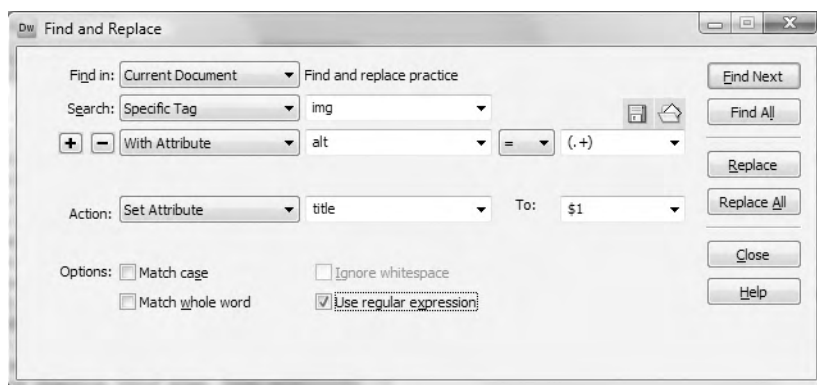 Dw Find and Replace
Find in: Current Document Find and replace practice Find Next
Search: Specific Tag img Find All
+ - With Attribute alt = (.+)
Replace
Action: Set Attribute title To: $1 Replace All
Close
Options: Match case Ignore whitespace
Match whole word Use regular expression Help